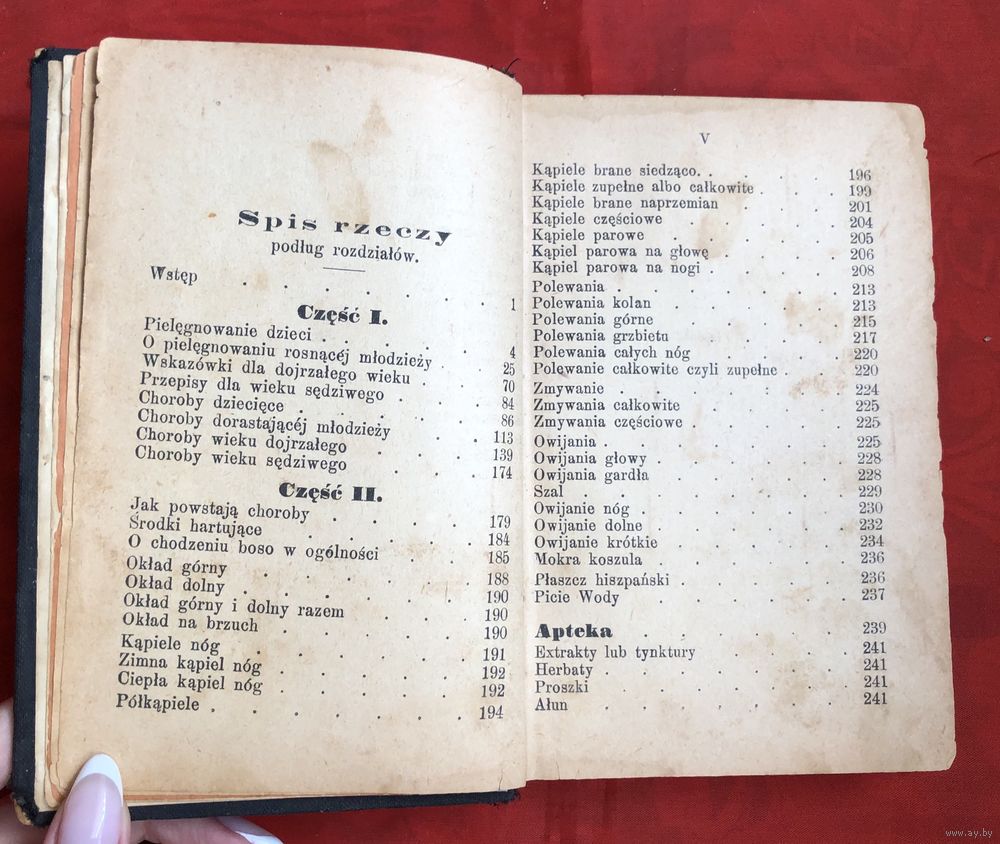 Spis rzeczy
podług rozdziałów.
Wstęp . . . . . . . 1
Część I.
Pielęgnowanie dzieci . . . . . 4
O pielęgnowaniu rosnącéj młodzieży . . . 25
Wskazówki dla dojrzałego wieku . . . 70
Przepisy dla wieku sędziwego . . . . 84
Choroby dziecięce . . . . . 86
Choroby dorastającéj młodzieży . . . 113
Choroby wieku dojrzałego . . . . 139
Choroby wieku sędziwego . . . . 174
Część II.
Jak powstają choroby . . . . . 179
Środki hartujące . . . . . 184
O chodzeniu boso w ogólności . . . 185
Okład górny . . . . . . 188
Okład dolny . . . . . . 190
Okład górny i dolny razem . . . . 190
Okład na brzuch . . . . . 190
Kąpiele nóg . . . . . . 191
Zimna kąpiel nóg . . . . . 192
Ciepła kąpiel nóg . . . . . 192
Półkąpiele . . . . . . . 194
V
Kąpiele brane siedząco. . . . . 196
Kąpiele zupełne albo całkowite . . . 199
Kąpiele brane naprzemian . . . . 201
Kąpiele częściowe . . . . . 204
Kąpiele parowe . . . . . 205
Kąpiel parowa na głowę . . . . 206
Kąpiel parowa na nogi . . . . 208
Polewania . . . . . . 213
Polewania kolan . . . . . 213
Polewania górne . . . . . 215
Polewania grzbietu . . . . . 217
Polewania całych nóg . . . . 220
Polewanie całkowite czyli zupełne . . . 220
Zmywanie . . . . : . 224
Zmywania całkowite . . . . 225
Zmywania częściowe . . . . . 225
Owijania . . . . . . 225
Owijania głowy . . . . . 228
Owijania gardła . . . . . 228
Szal . . . . . . . 229
Owijanie nóg . . . . . 230
Owijanie dolne . . . . . 232
Owijanie krótkie . . . . . 234
Mokra koszula . . . . . 236
Płaszcz hiszpański . . . . . 236
Picie Wody . . . . . 237
Apteka . . . . . 239
Extrakty lub tynktury . . . . 241
Herbaty . . . . . . 241
Proszki . . . . . . 241
Ałun . . . . . . 241
www.ay.by